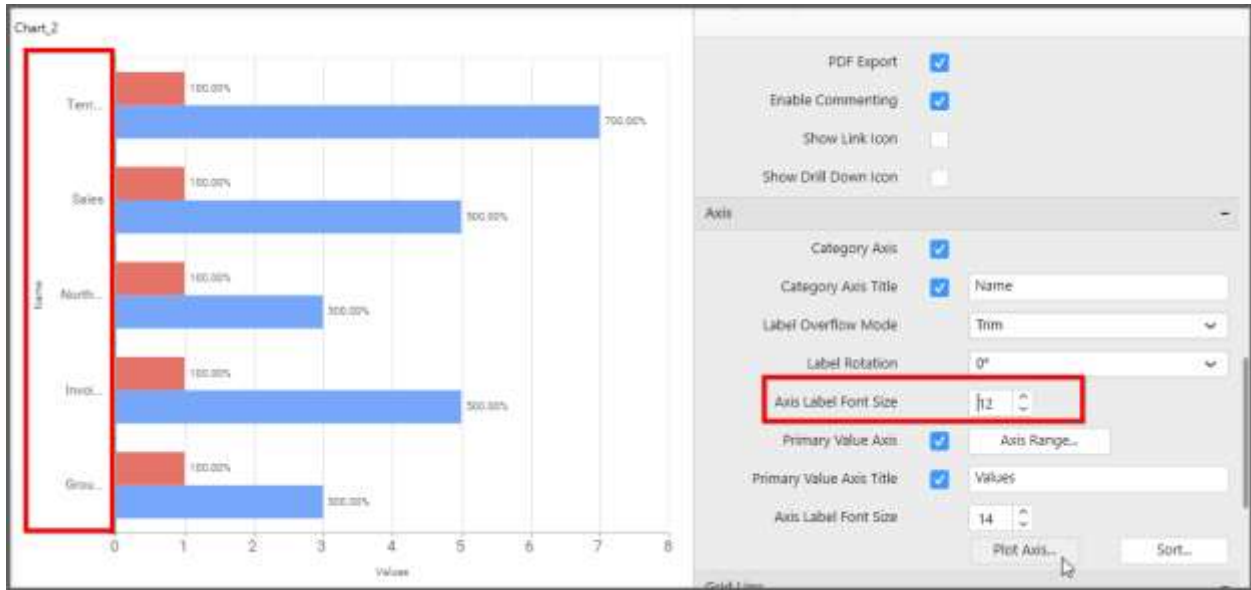 Chart_2
Name
Terri...
100.00%
700.00%
Sales
100.00%
500.00%
North...
100.00%
300.00%
Invoi...
100.00%
500.00%
Grou...
100.00%
300.00%
0 1 2 3 4 5 6 7 8
Values
PDF Export
Enable Commenting
Show Link Icon
Show Drill Down Icon
Axis
Category Axis
Category Axis Title Name
Label Overflow Mode Trim
Label Rotation 0°
Axis Label Font Size 12
Primary Value Axis Axis Range...
Primary Value Axis Title Values
Axis Label Font Size 14
Plot Axis... Sort...
Grid Line